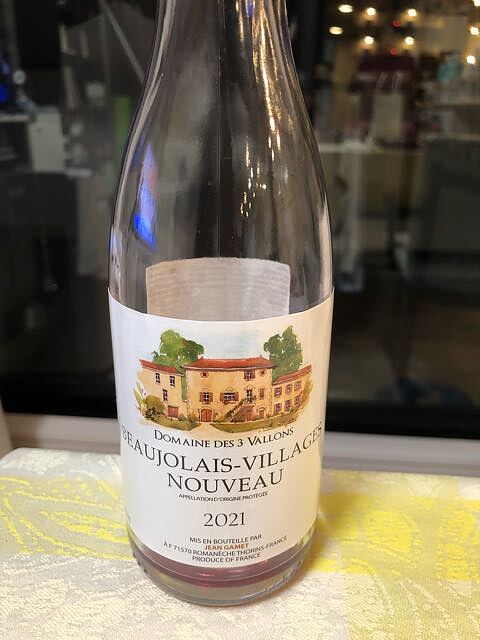 DOMAINE DES 3 VALLONS
BEAUJOLAIS-VILLAGES
NOUVEAU
APPELLATION D'ORIGINE PROTÉGÉE
2021
MIS EN BOUTEILLE PAR
JEAN GAMET
À F 71570 ROMANÈCHE THORINS-FRANCE
PRODUCE OF FRANCE